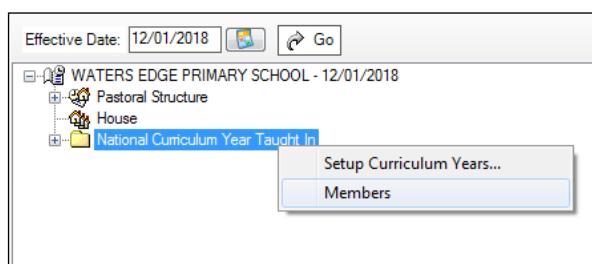 Effective Date: 12/01/2018 Go
WATERS EDGE PRIMARY SCHOOL - 12/01/2018
Pastoral Structure
House
National Curriculum Year Taught In
Setup Curriculum Years...
Members